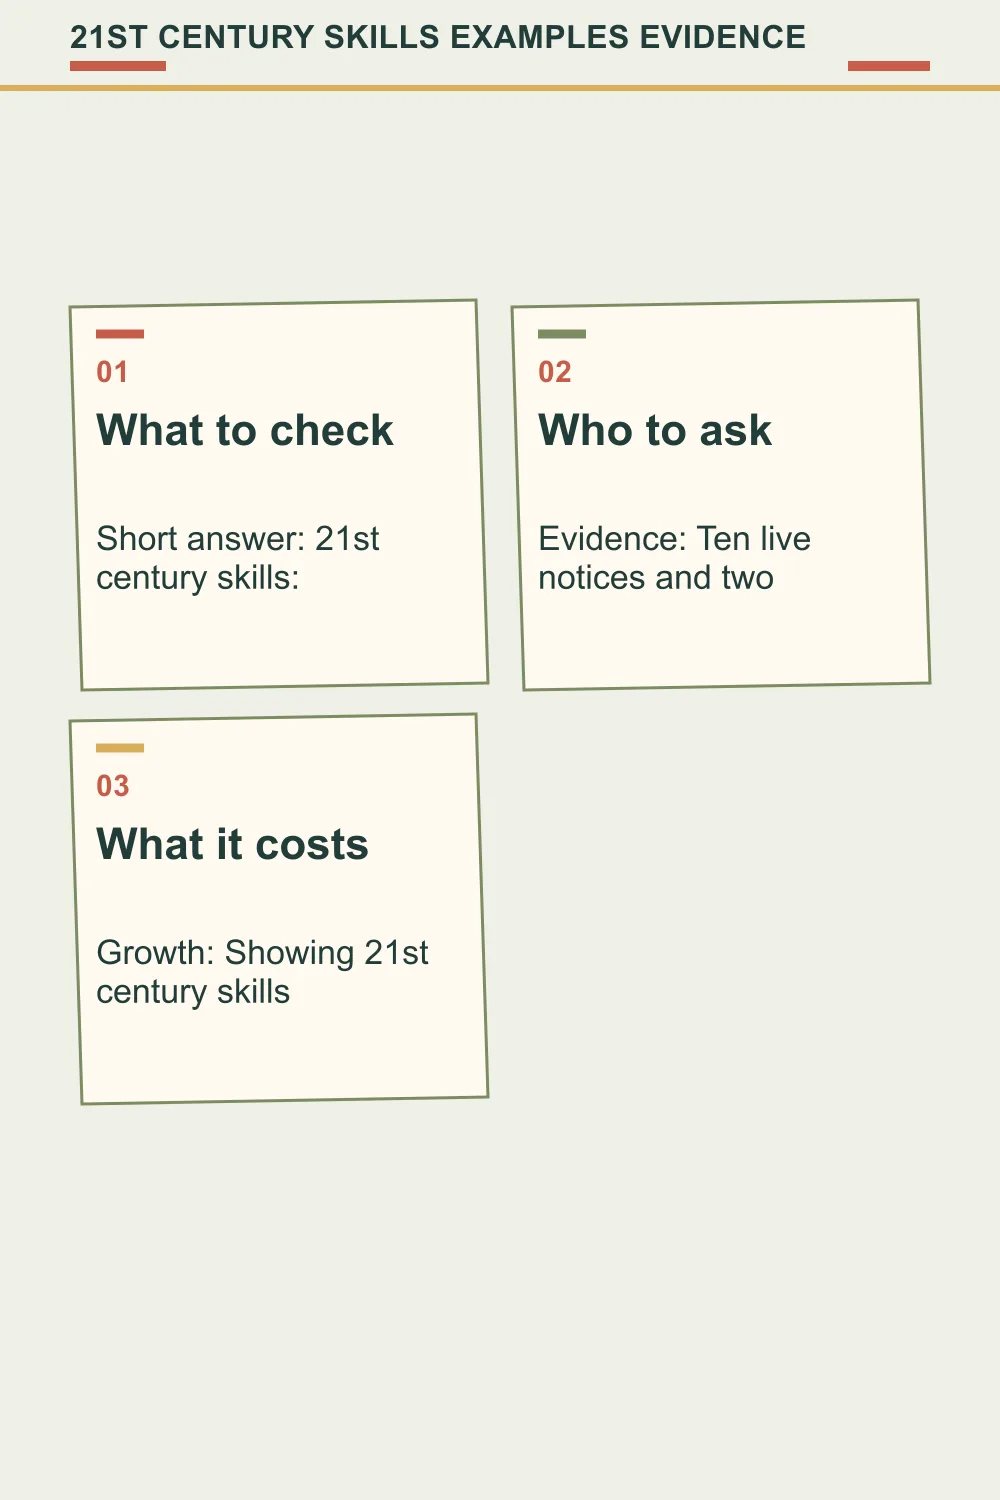 21ST CENTURY SKILLS EXAMPLES EVIDENCE
01
What to check
Short answer: 21st
century skills:
02
Who to ask
Evidence: Ten live
notices and two
03
What it costs
Growth: Showing 21st
century skills